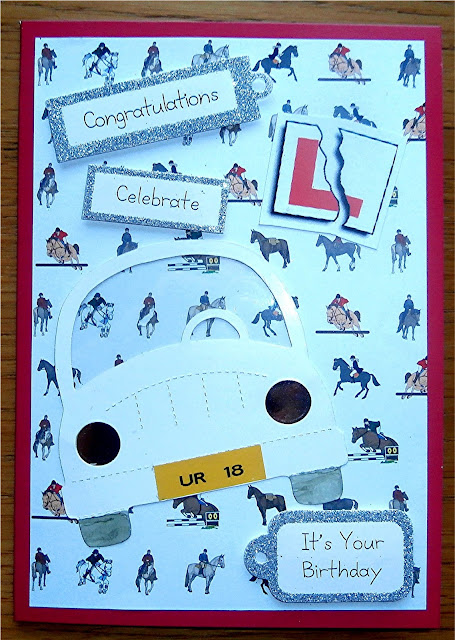 Congratulations
Celebrate
L
UR 18
It's Your
Birthday